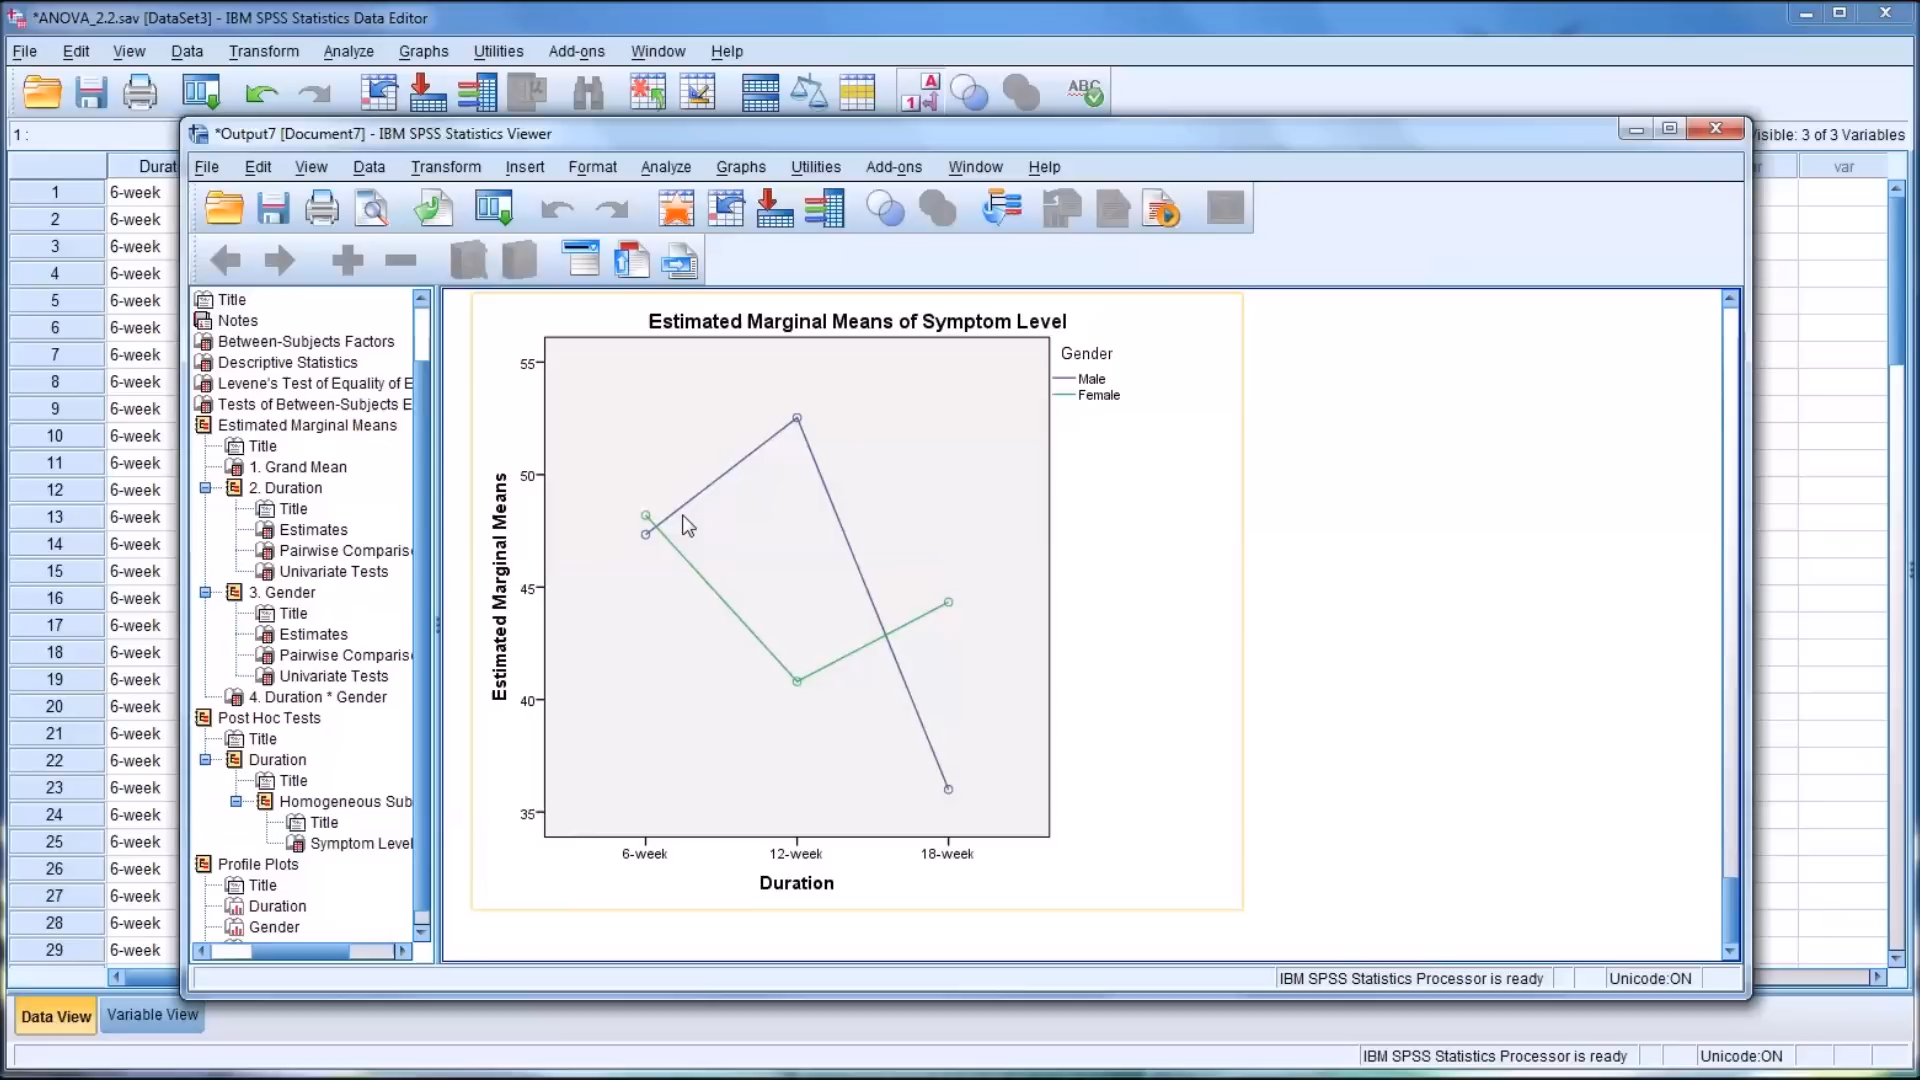 *ANOVA_2.2.sav [DataSet3] - IBM SPSS Statistics Data Editor
File Edit View Data Transform Analyze Graphs Utilities Add-ons Window Help
1 :
Visible: 3 of 3 Variables
Durat
var
*Output7 [Document7] - IBM SPSS Statistics Viewer
File Edit View Data Transform Insert Format Analyze Graphs Utilities Add-ons Window Help
1 6-week
2 6-week
3 6-week
4 6-week
5 6-week
6 6-week
7 6-week
8 6-week
9 6-week
10 6-week
11 6-week
12 6-week
13 6-week
14 6-week
15 6-week
16 6-week
17 6-week
18 6-week
19 6-week
20 6-week
21 6-week
22 6-week
23 6-week
24 6-week
25 6-week
26 6-week
27 6-week
28 6-week
29 6-week
Title
Notes
Between-Subjects Factors
Descriptive Statistics
Levene's Test of Equality of E
Tests of Between-Subjects E
Estimated Marginal Means
Title
1. Grand Mean
2. Duration
Title
Estimates
Pairwise Comparis
Univariate Tests
3. Gender
Title
Estimates
Pairwise Comparis
Univariate Tests
4. Duration * Gender
Post Hoc Tests
Title
Duration
Title
Homogeneous Sub
Title
Symptom Level
Profile Plots
Title
Duration
Gender
Estimated Marginal Means of Symptom Level
Gender
Male
Female
Estimated Marginal Means
55
50
45
40
35
6-week 12-week 18-week
Duration
IBM SPSS Statistics Processor is ready Unicode:ON
Data View Variable View
IBM SPSS Statistics Processor is ready Unicode:ON